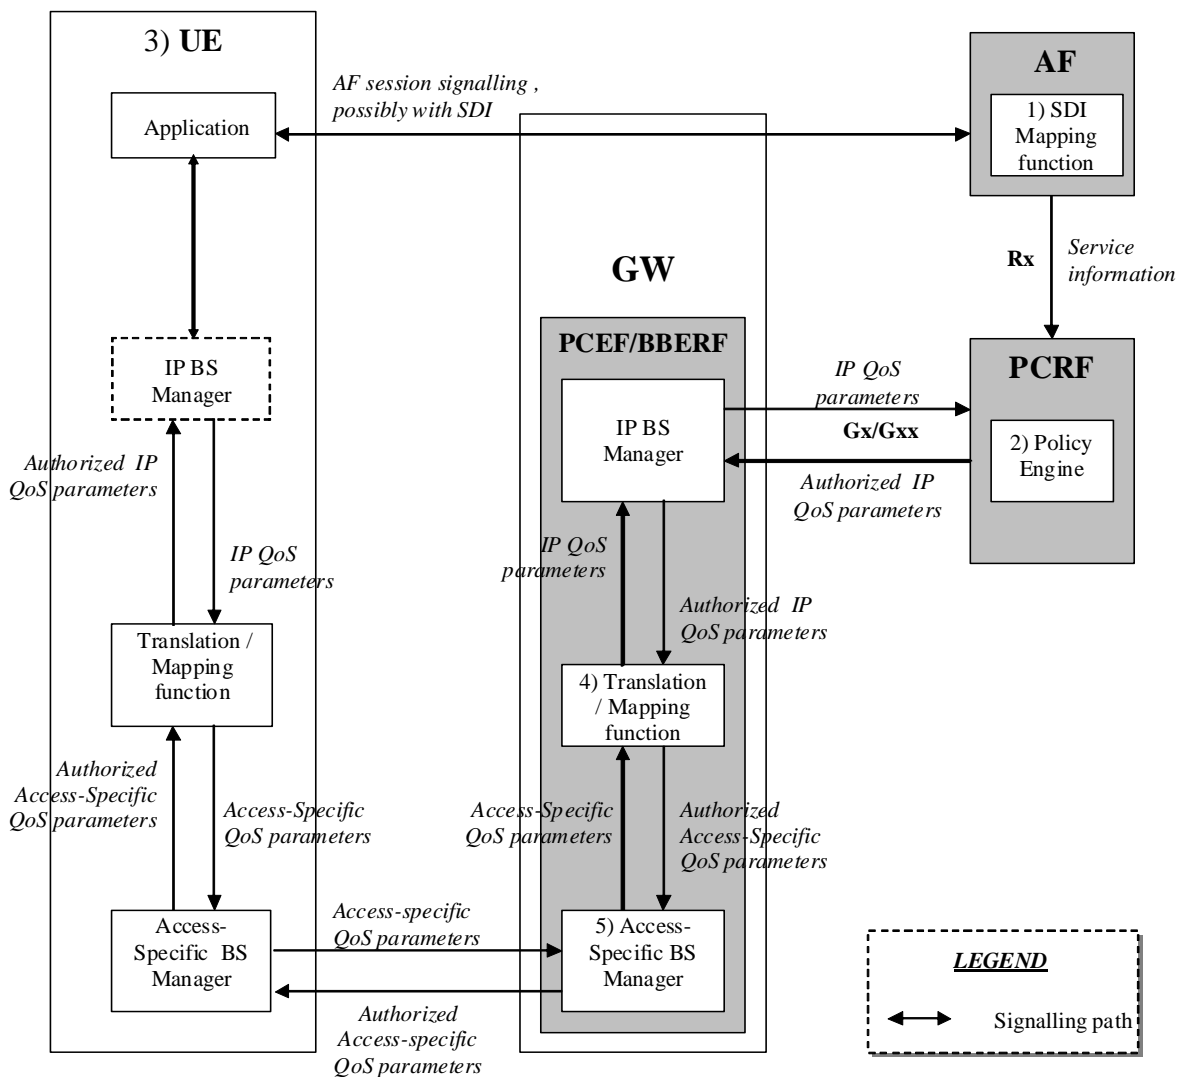 3) UE
Application
AF session signalling ,
possibly with SDI
AF
1) SDI
Mapping
function
Rx
Service
information
GW
PCEF/BBERF
PCRF
IP BS
Manager
IP BS
Manager
IP QoS
parameters
Gx/Gxx
Authorized IP
QoS parameters
2) Policy
Engine
Authorized IP
QoS parameters
IP QoS
parameters
IP QoS
parameters
Authorized IP
QoS parameters
Translation /
Mapping
function
4) Translation
/ Mapping
function
Authorized
Access-Specific
QoS parameters
Access-Specific
QoS parameters
Access-Specific
QoS parameters
Authorized
Access-Specific
QoS parameters
Access-
Specific BS
Manager
Access-specific
QoS parameters
5) Access-
Specific BS
Manager
Authorized
Access-specific
QoS parameters
LEGEND
Signalling path